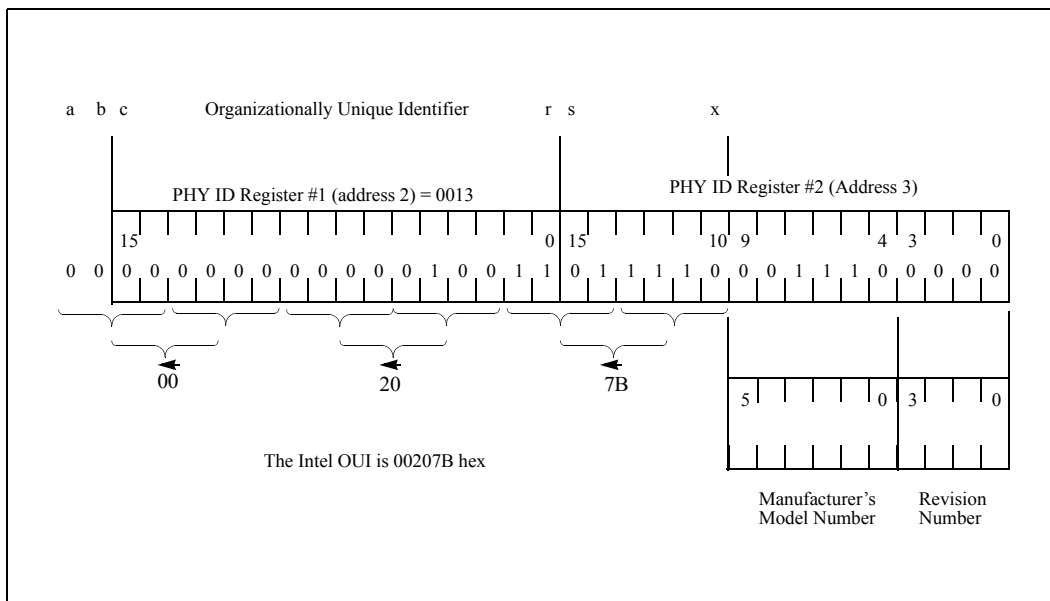 a b c Organizationally Unique Identifier r s x
PHY ID Register #1 (address 2) = 0013 PHY ID Register #2 (Address 3)
15 0 15 10 9 4 3 0
0 0 0 0 0 0 0 0 0 0 0 0 0 1 0 0 1 1 0 1 1 1 1 0 0 0 1 1 1 0 0 0 0 0
00 20 7B
5 0 3 0
The Intel OUI is 00207B hex
Manufacturer’s Revision
Model Number Number